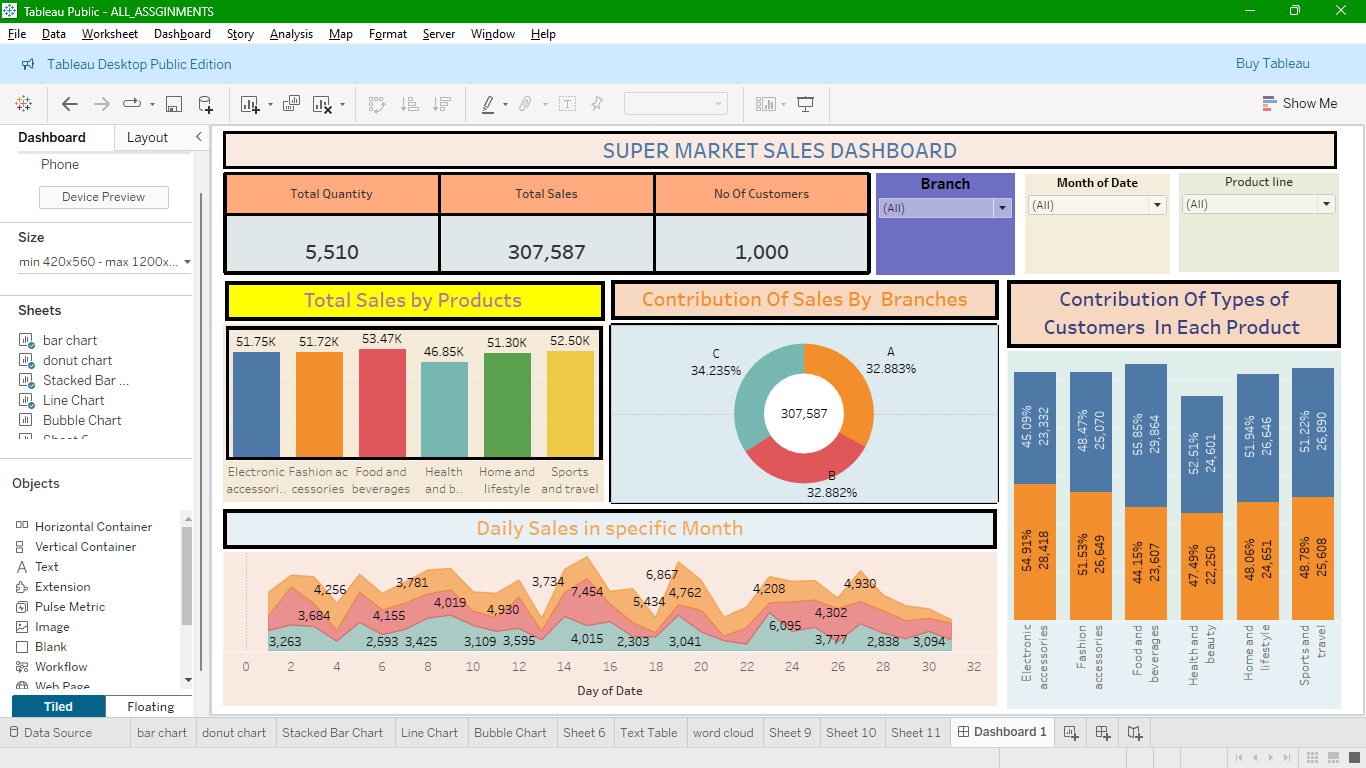 Tableau Public - ALL_ASSGINMENTS
File Data Worksheet Dashboard Story Analysis Map Format Server Window Help
Tableau Desktop Public Edition
Buy Tableau
Show Me
Dashboard Layout
Phone
Device Preview
Size
min 420x560 - max 1200x...
Sheets
bar chart
donut chart
Stacked Bar ...
Line Chart
Bubble Chart
Objects
Horizontal Container
Vertical Container
Text
Extension
Pulse Metric
Image
Blank
Workflow
Web Page
Tiled Floating
SUPER MARKET SALES DASHBOARD
Total Quantity Total Sales No Of Customers
5,510 307,587 1,000
Branch
(All)
Month of Date
(All)
Product line
(All)
Total Sales by Products
51.75K 51.72K 53.47K 46.85K 51.30K 52.50K
Electronic Fashion ac Food and Health Home and Sports
accessori.. cessories beverages and b.. lifestyle and travel
Contribution Of Sales By Branches
C
34.235%
A
32.883%
307,587
B
32.882%
Contribution Of Types of
Customers In Each Product
45.09%
23,332
48.47%
25,070
55.85%
29,864
52.51%
24,601
51.94%
26,646
51.22%
26,890
54.91%
28,418
51.53%
26,649
44.15%
23,607
47.49%
22,250
48.06%
24,651
48.78%
25,608
Electronic
accessories
Fashion
accessories
Food and
beverages
Health and
beauty
Home and
lifestyle
Sports and
travel
Daily Sales in specific Month
4,256 3,781 3,734 6,867 4,208 4,930
3,684 4,155 4,019 4,930 7,454 5,434 4,762 4,302
3,263 2,593 3,425 3,109 3,595 4,015 2,303 3,041 6,095 3,777 2,838 3,094
0 2 4 6 8 10 12 14 16 18 20 22 24 26 28 30 32
Day of Date
Data Source bar chart donut chart Stacked Bar Chart Line Chart Bubble Chart Sheet 6 Text Table word cloud Sheet 9 Sheet 10 Sheet 11 Dashboard 1